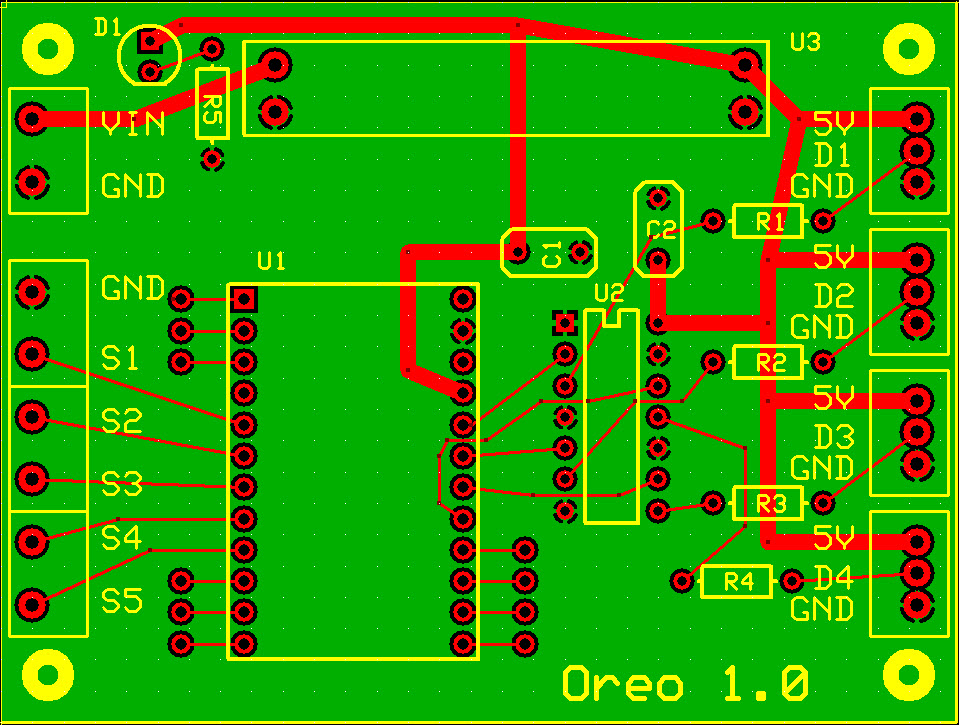 D1
U3
R5
VIN
5V
D1
GND
GND
R1
C2
C1
U1
5V
U2
GND
D2
GND
S1
R2
5V
S2
D3
GND
S3
R3
S4
5V
R4
D4
S5
GND
Oreo 1.0